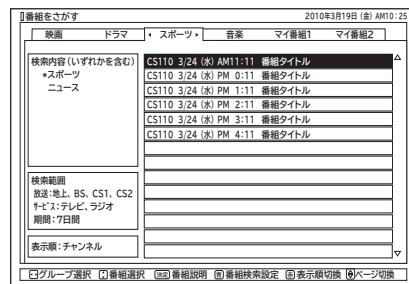 番組をさがす 2010年3月19日 (金) AM10:25
映画 ドラマ スポーツ 音楽 マイ番組1 マイ番組2
検索内容(いずれかを含む)
*スポーツ
ニュース
CS110 3/24 (水) AM11:11 番組タイトル
CS110 3/24 (水) PM 0:11 番組タイトル
CS110 3/24 (水) PM 1:11 番組タイトル
CS110 3/24 (水) PM 2:11 番組タイトル
CS110 3/24 (水) PM 3:11 番組タイトル
CS110 3/24 (水) PM 4:11 番組タイトル
検索範囲
放送:地上、BS、CS1、CS2
サービス:テレビ、ラジオ
期間:7日間
表示順:チャンネル
グループ選択 番組選択 決定 番組説明 青 番組検索設定 赤 表示順切換 ページ切換